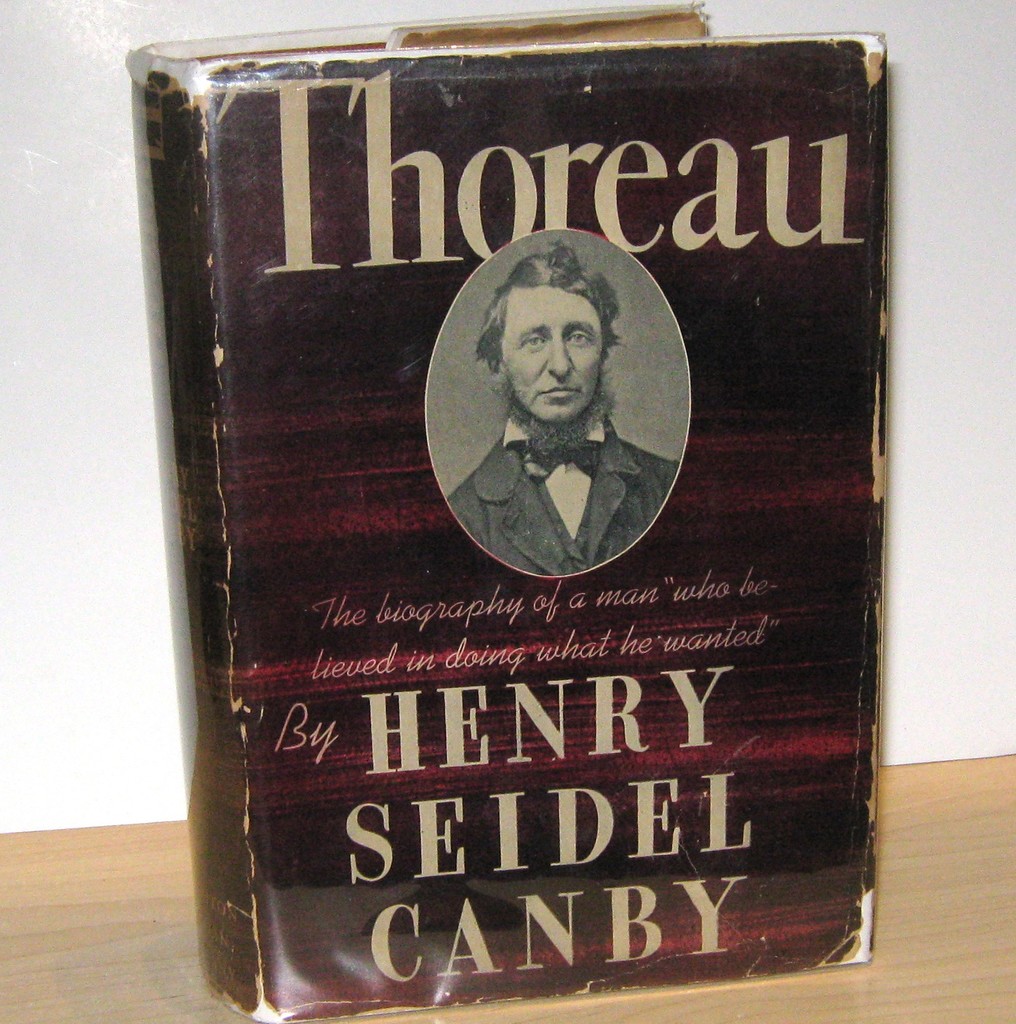 Thoreau
The biography of a man "who be-
lieved in doing what he wanted"
By HENRY
SEIDEL
CANBY